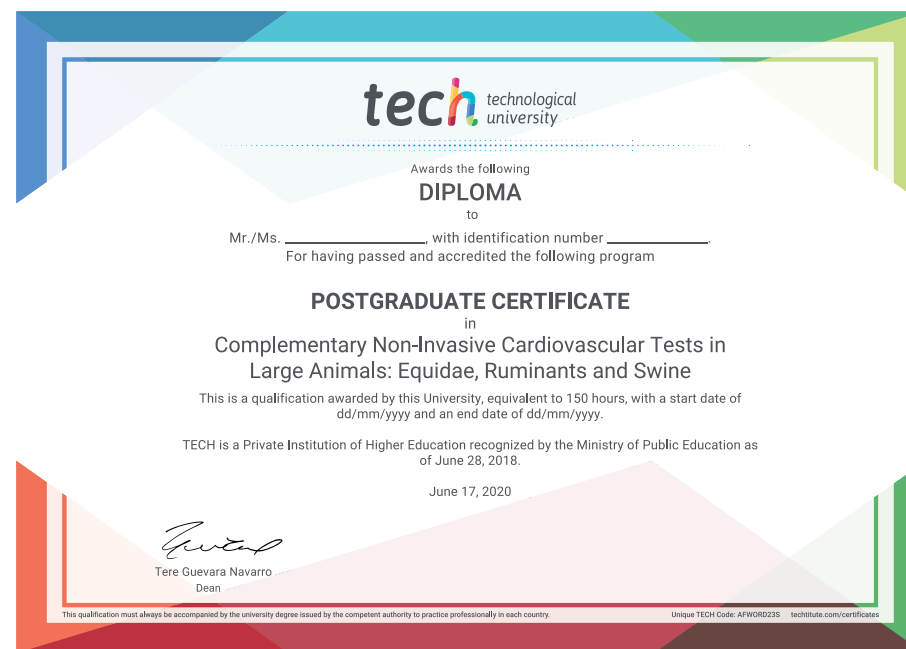 tech technological
university
Awards the following
DIPLOMA
to
Mr./Ms. ____________________, with identification number ______________.
For having passed and accredited the following program
POSTGRADUATE CERTIFICATE
in
Complementary Non-Invasive Cardiovascular Tests in
Large Animals: Equidae, Ruminants and Swine
This is a qualification awarded by this University, equivalent to 150 hours, with a start date of
dd/mm/yyyy and an end date of dd/mm/yyyy.
TECH is a Private Institution of Higher Education recognized by the Ministry of Public Education as
of June 28, 2018.
June 17, 2020
Tere Guevara Navarro
Dean
This qualification must always be accompanied by the university degree issued by the competent authority to practice professionally in each country. Unique TECH Code: AFWORD23S techtitute.com/certificates